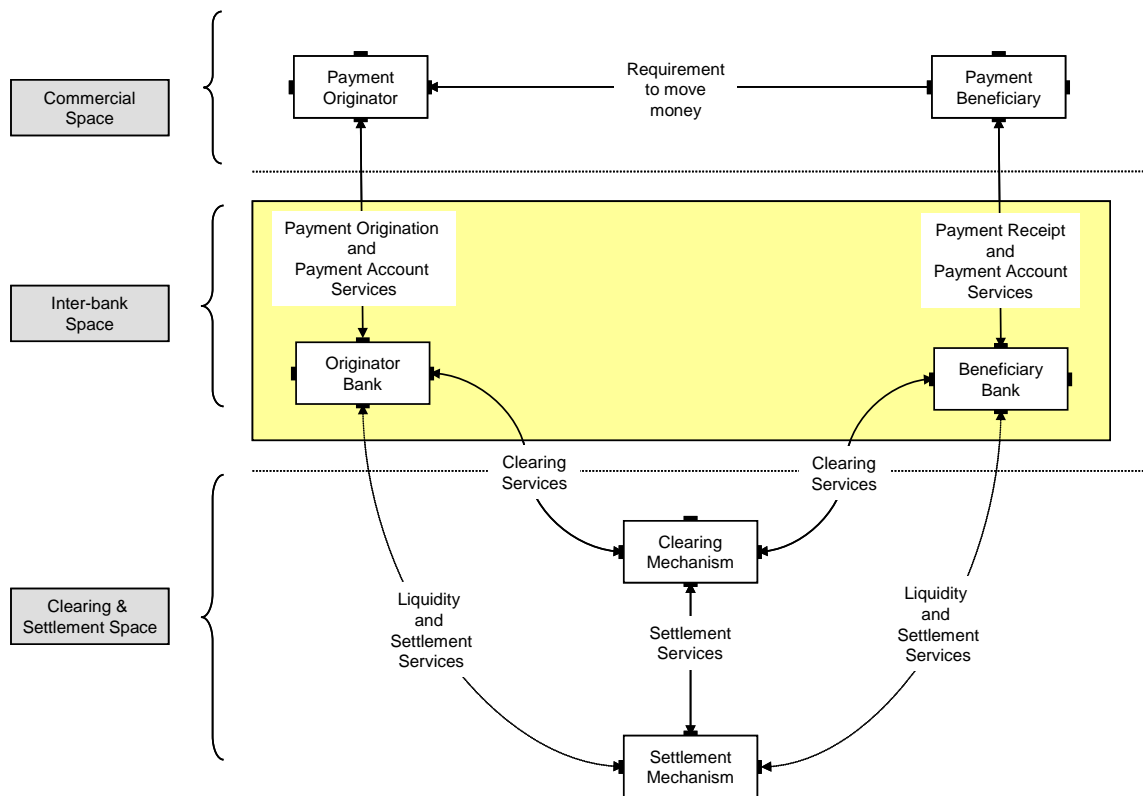 Commercial
Space
Payment
Originator
Requirement
to move
money
Payment
Beneficiary
Inter-bank
Space
Payment Origination
and
Payment Account
Services
Payment Receipt
and
Payment Account
Services
Originator
Bank
Beneficiary
Bank
Clearing
Services
Clearing
Services
Clearing &
Settlement Space
Clearing
Mechanism
Liquidity
and
Settlement
Services
Settlement
Services
Liquidity
and
Settlement
Services
Settlement
Mechanism